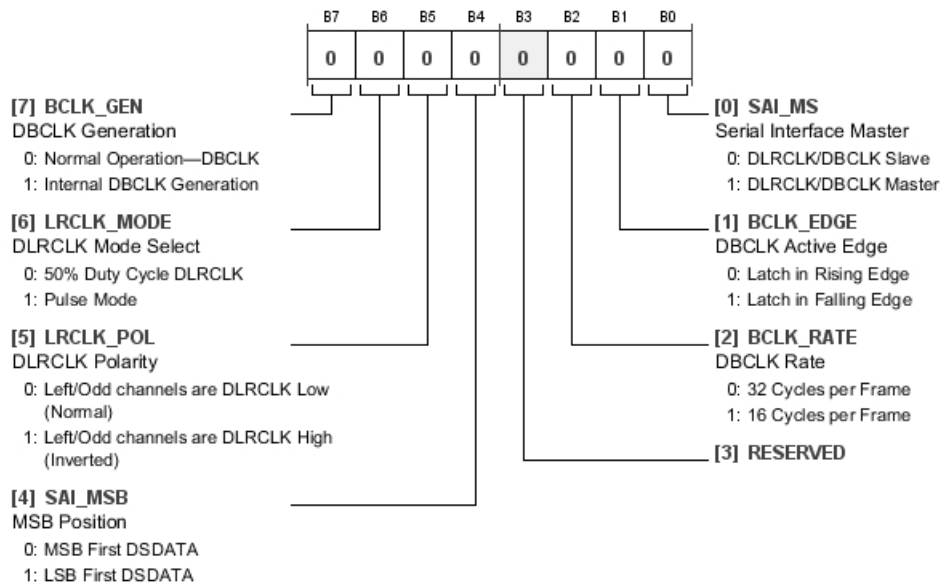 B7 B6 B5 B4 B3 B2 B1 B0
0 0 0 0 0 0 0 0
[7] BCLK_GEN
DBCLK Generation
0: Normal Operation—DBCLK
1: Internal DBCLK Generation
[6] LRCLK_MODE
DLRCLK Mode Select
0: 50% Duty Cycle DLRCLK
1: Pulse Mode
[5] LRCLK_POL
DLRCLK Polarity
0: Left/Odd channels are DLRCLK Low
(Normal)
1: Left/Odd channels are DLRCLK High
(Inverted)
[4] SAI_MSB
MSB Position
0: MSB First DSDATA
1: LSB First DSDATA
[0] SAI_MS
Serial Interface Master
0: DLRCLK/DBCLK Slave
1: DLRCLK/DBCLK Master
[1] BCLK_EDGE
DBCLK Active Edge
0: Latch in Rising Edge
1: Latch in Falling Edge
[2] BCLK_RATE
DBCLK Rate
0: 32 Cycles per Frame
1: 16 Cycles per Frame
[3] RESERVED